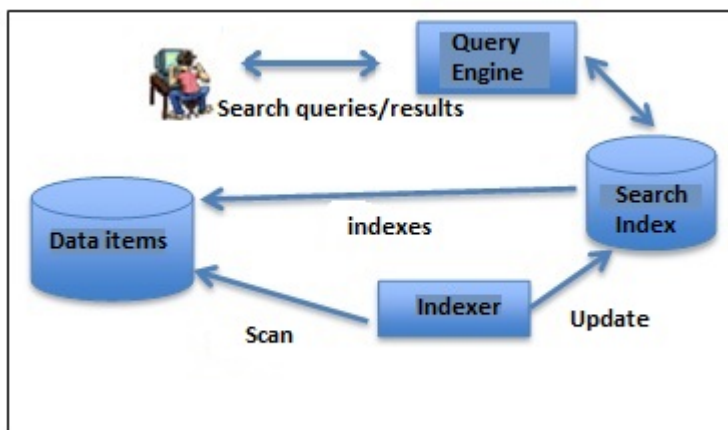 Query
Engine
Search queries/results
Search
Index
Data items
indexes
Indexer
Scan
Update